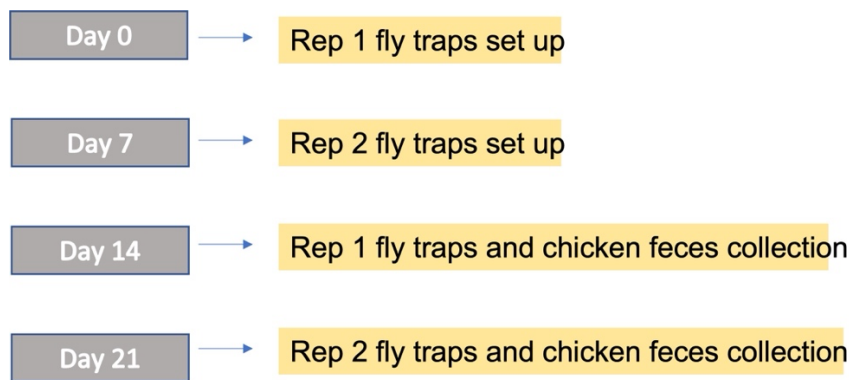 Day 0
Rep 1 fly traps set up
Day 7
Rep 2 fly traps set up
Day 14
Rep 1 fly traps and chicken feces collection
Day 21
Rep 2 fly traps and chicken feces collection